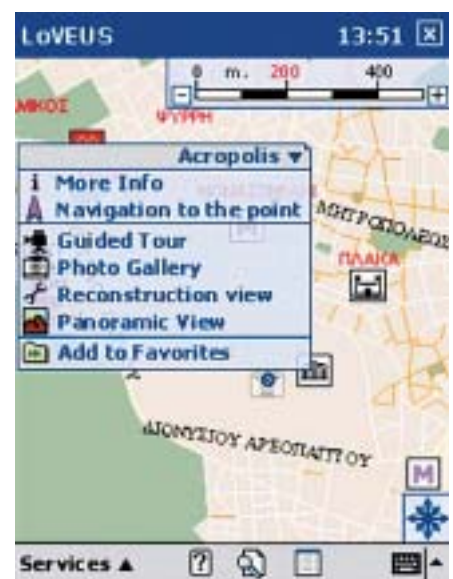 LoVEUS 13:51
0 m. 200 400
ΨΥΡΡΗ
Acropolis ▼
i More Info
Navigation to the point
Guided Tour
Photo Gallery
Reconstruction view
Panoramic View
Add to Favorites
ΜΗΤΡΟΠΟΛΕΩΣ
ΠΛΑΚΑ
ΔΙΟΝΥΣΙΟΥ ΑΡΕΟΠΑΓΙΤΟΥ
M
Services ▲ ?